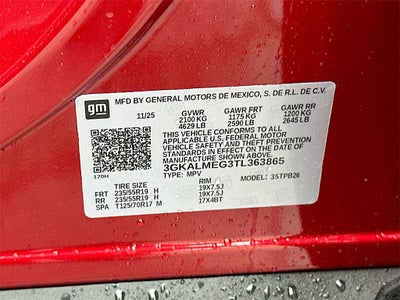 gm
MFD BY GENERAL MOTORS DE MEXICO, S. DE R.L. DE C.V.
11/25 GVWR GAWR FRT GAWR RR
2100 KG 1175 KG 1200 KG
4629 LB 2590 LB 2645 LB
THIS VEHICLE CONFORMS TO ALL
APPLICABLE U.S. FEDERAL MOTOR
VEHICLE SAFETY, BUMPER, AND
THEFT PREVENTION STANDARDS IN
EFFECT ON THE DATE OF
MANUFACTURE SHOWN ABOVE.
3GKALMEG3TL363865
170H TYPE: MPV MODEL: 3STPB26
TIRE SIZE RIM
FRT 235/55R19 H 19X7.5J
RR 235/55R19 H 19X7.5J
SPA T125/70R17 M 17X4BT